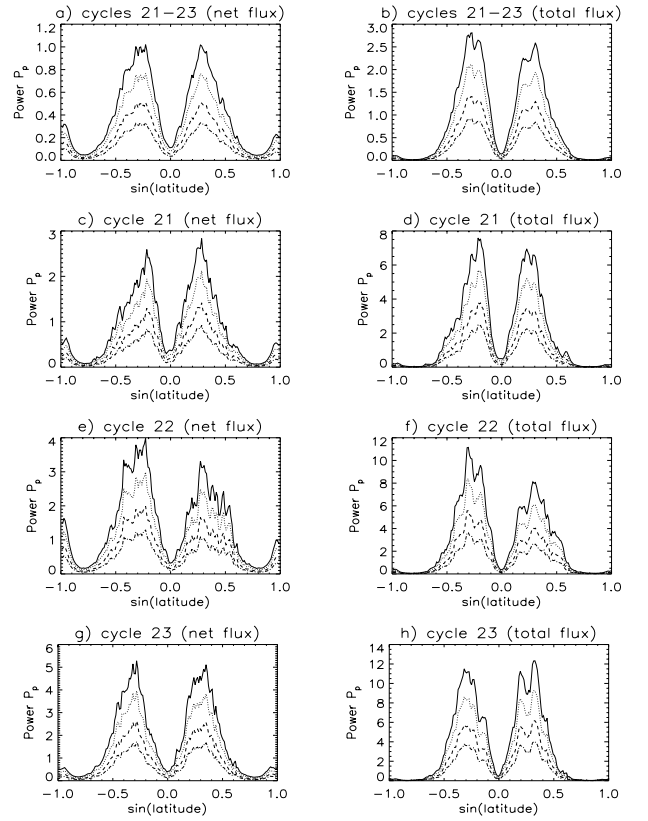 a) cycles 21-23 (net flux)
Power Pp
1.2
1.0
0.8
0.6
0.4
0.2
0.0
-1.0 -0.5 0.0 0.5 1.0
sin(latitude)
b) cycles 21-23 (total flux)
Power Pp
3.0
2.5
2.0
1.5
1.0
0.5
0.0
-1.0 -0.5 0.0 0.5 1.0
sin(latitude)
c) cycle 21 (net flux)
Power Pp
3
2
1
0
-1.0 -0.5 0.0 0.5 1.0
sin(latitude)
d) cycle 21 (total flux)
Power Pp
8
6
4
2
0
-1.0 -0.5 0.0 0.5 1.0
sin(latitude)
e) cycle 22 (net flux)
Power Pp
4
3
2
1
0
-1.0 -0.5 0.0 0.5 1.0
sin(latitude)
f) cycle 22 (total flux)
Power Pp
12
10
8
6
4
2
0
-1.0 -0.5 0.0 0.5 1.0
sin(latitude)
g) cycle 23 (net flux)
Power Pp
6
5
4
3
2
1
0
-1.0 -0.5 0.0 0.5 1.0
sin(latitude)
h) cycle 23 (total flux)
Power Pp
14
12
10
8
6
4
2
0
-1.0 -0.5 0.0 0.5 1.0
sin(latitude)